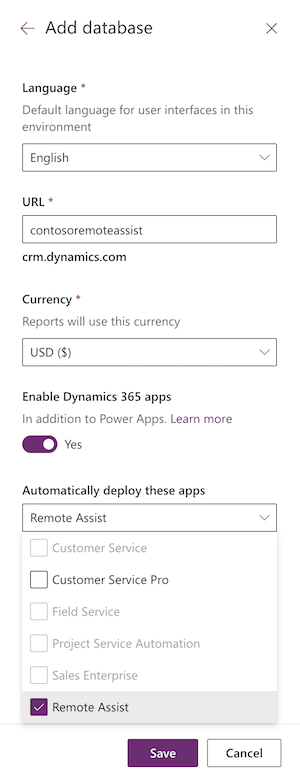 Add database
Language *
Default language for user interfaces in this
environment
English
URL *
contosoremoteassist
crm.dynamics.com
Currency *
Reports will use this currency
USD ($)
Enable Dynamics 365 apps
In addition to Power Apps. Learn more
Yes
Automatically deploy these apps
Remote Assist
Customer Service
Customer Service Pro
Field Service
Project Service Automation
Sales Enterprise
Remote Assist
Save Cancel